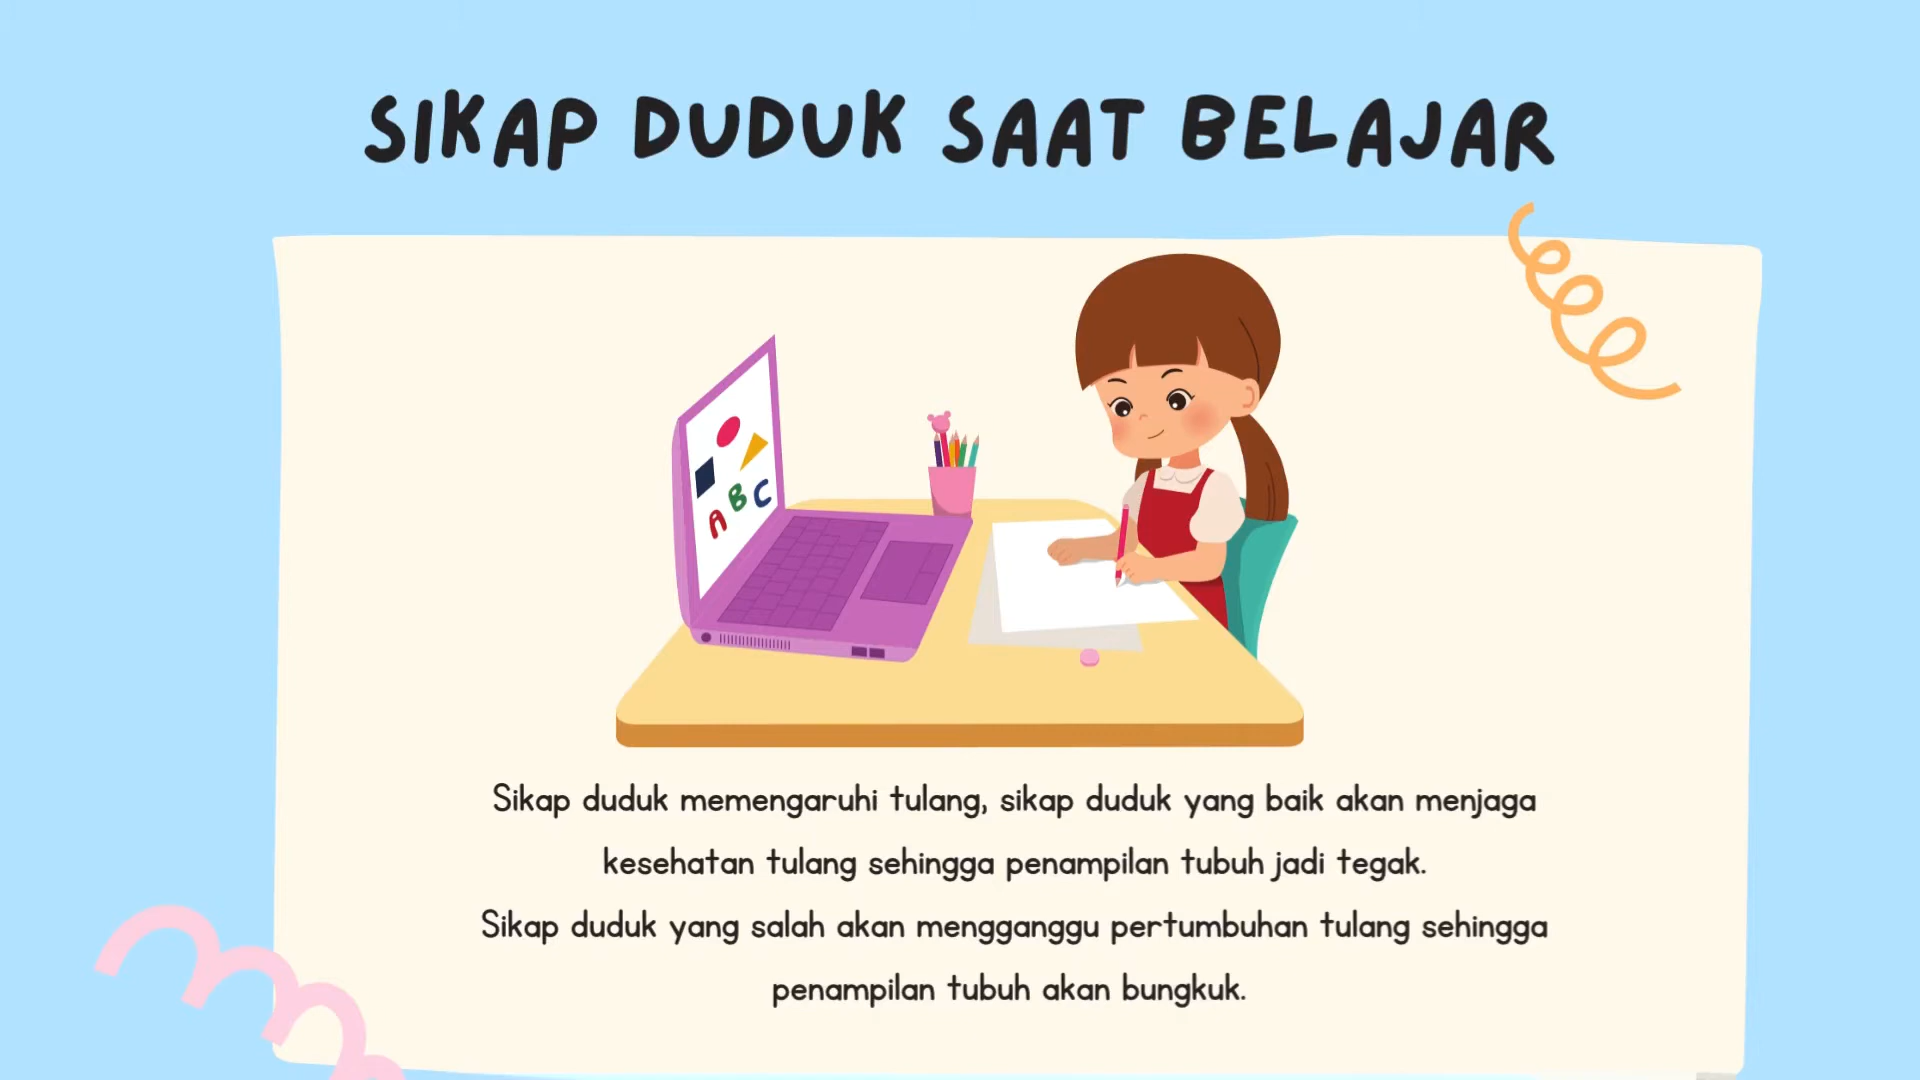 SIKAP DUDUK SAAT BELAJAR
A B C
Sikap duduk memengaruhi tulang, sikap duduk yang baik akan menjaga
kesehatan tulang sehingga penampilan tubuh jadi tegak.
Sikap duduk yang salah akan mengganggu pertumbuhan tulang sehingga
penampilan tubuh akan bungkuk.